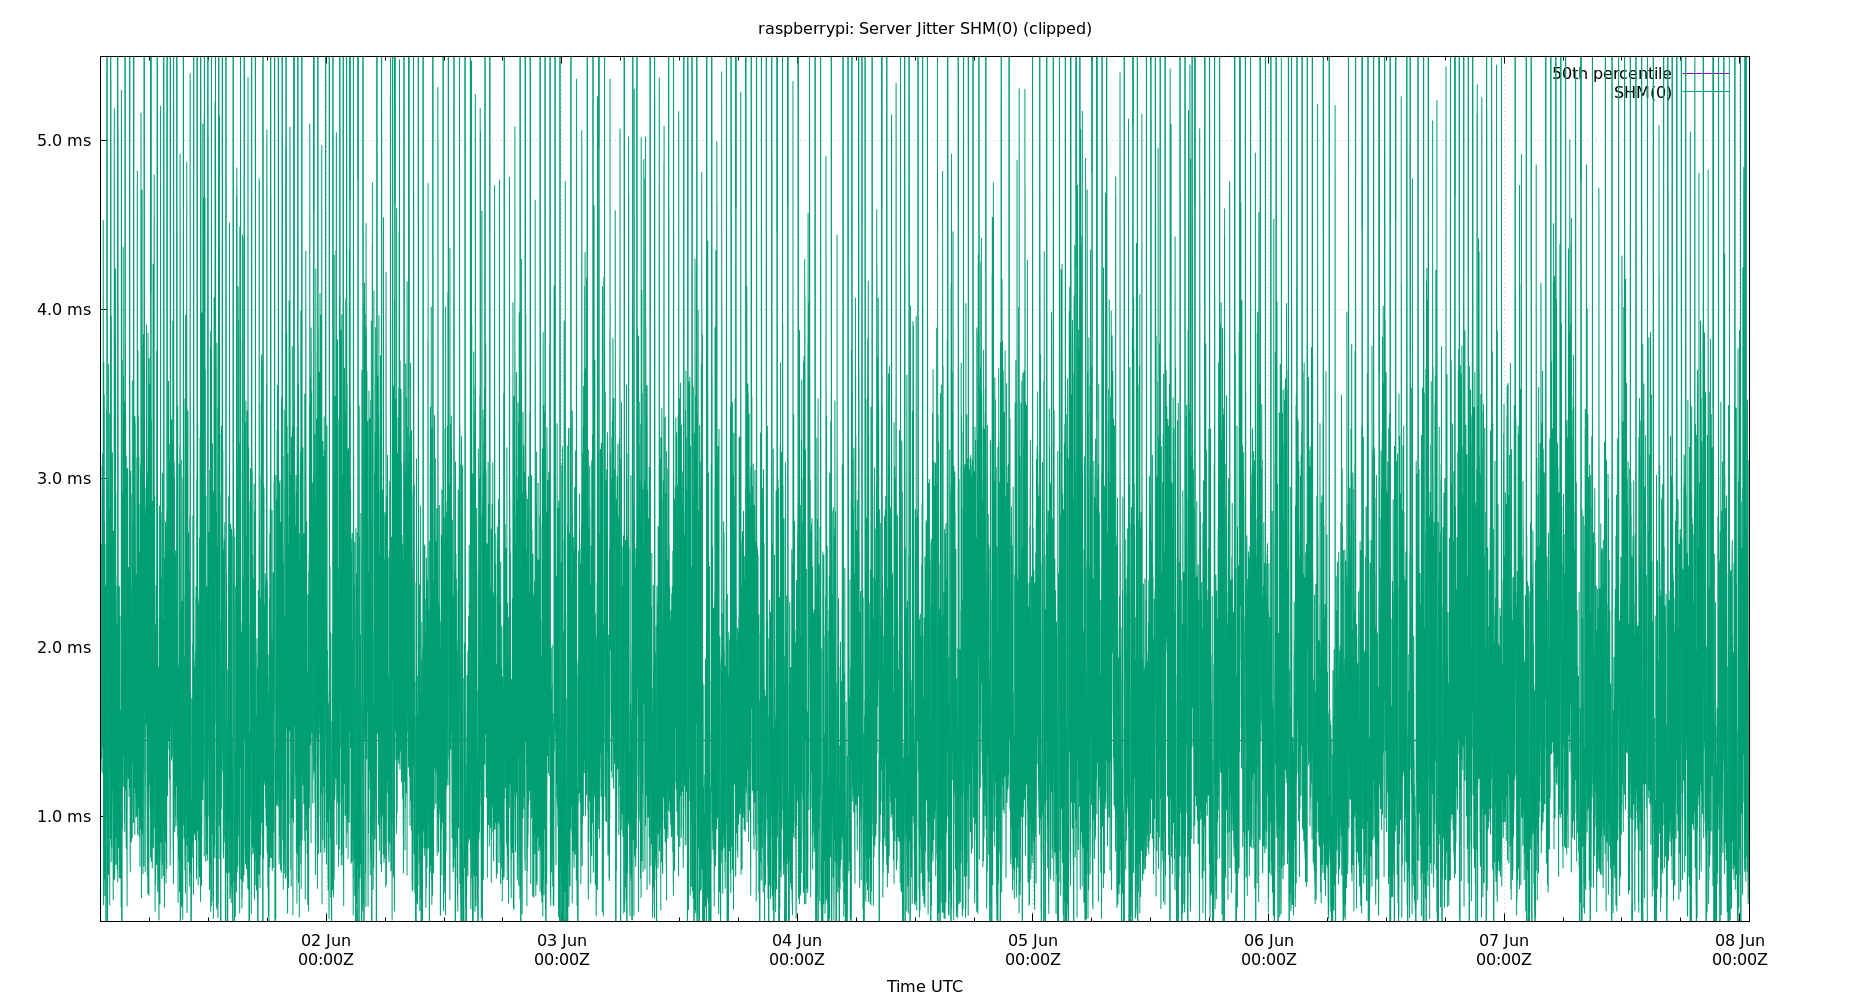 raspberrypi: Server Jitter SHM(0) (clipped)
50th percentile
SHM(0)
5.0 ms
4.0 ms
3.0 ms
2.0 ms
1.0 ms
02 Jun 03 Jun 04 Jun 05 Jun 06 Jun 07 Jun 08 Jun
00:00Z 00:00Z 00:00Z 00:00Z 00:00Z 00:00Z 00:00Z
Time UTC